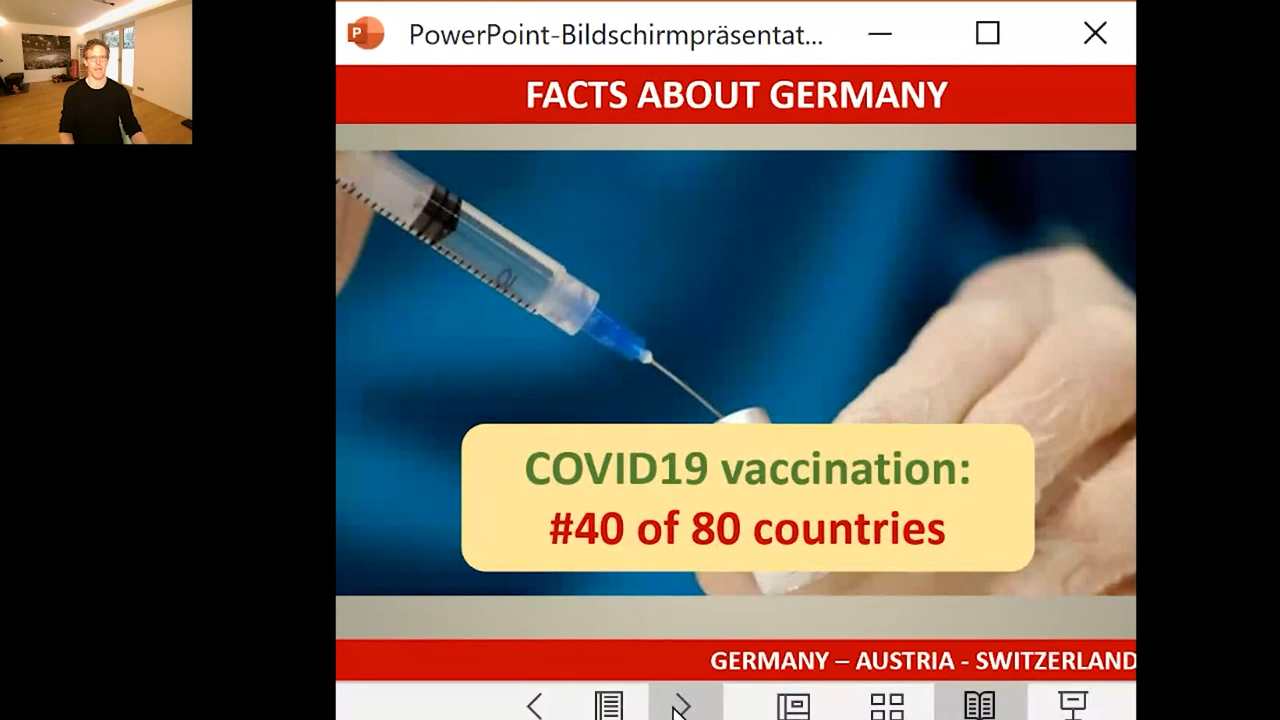 PowerPoint-Bildschirmpräsentat...
FACTS ABOUT GERMANY
COVID19 vaccination:
#40 of 80 countries
GERMANY – AUSTRIA - SWITZERLAND